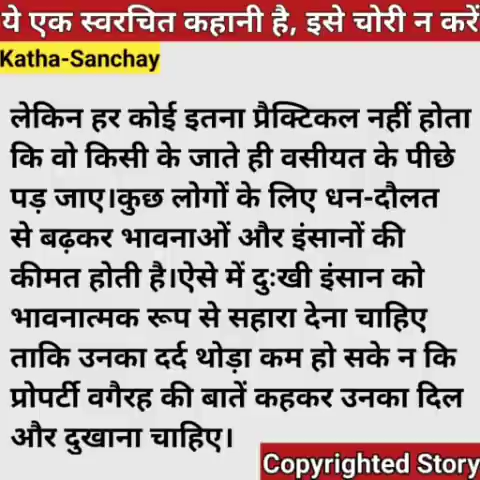 ये एक स्वरचित कहानी है, इसे चोरी न करें
Katha-Sanchay
लेकिन हर कोई इतना प्रैक्टिकल नहीं होता
कि वो किसी के जाते ही वसीयत के पीछे
पड़ जाए।कुछ लोगों के लिए धन-दौलत
से बढ़कर भावनाओं और इंसानों की
कीमत होती है।ऐसे में दुःखी इंसान को
भावनात्मक रूप से सहारा देना चाहिए
ताकि उनका दर्द थोड़ा कम हो सके न कि
प्रोपर्टी वगैरह की बातें कहकर उनका दिल
और दुखाना चाहिए।
Copyrighted Story